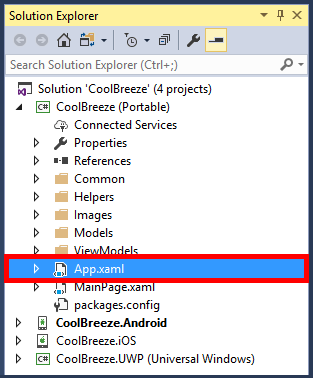 Solution Explorer
Search Solution Explorer (Ctrl+;)
Solution 'CoolBreeze' (4 projects)
C# CoolBreeze (Portable)
Connected Services
Properties
References
Common
Helpers
Images
Models
ViewModels
App.xaml
MainPage.xaml
packages.config
CoolBreeze.Android
CoolBreeze.iOS
C# CoolBreeze.UWP (Universal Windows)